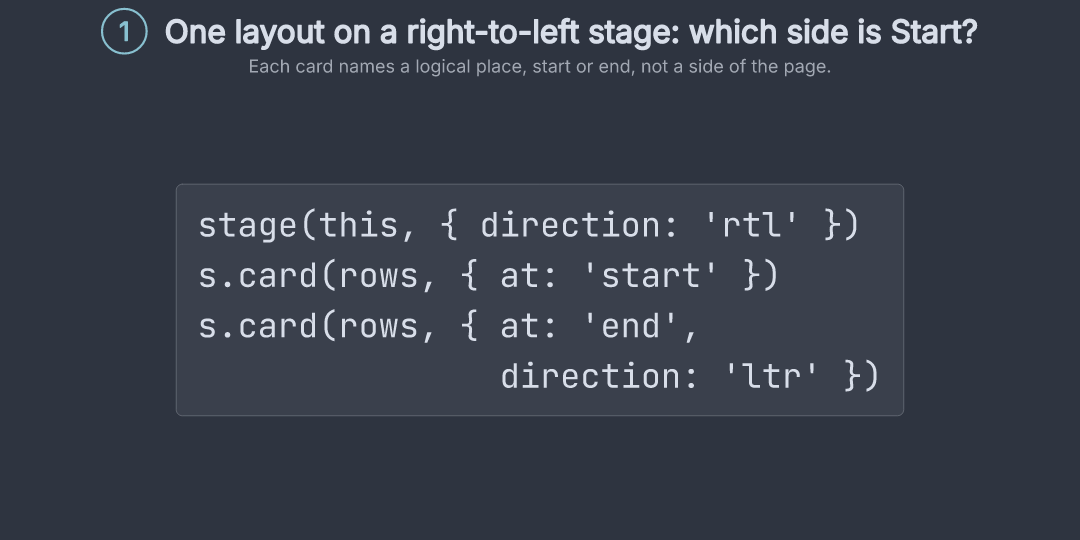 1 One layout on a right-to-left stage: which side is Start?
Each card names a logical place, start or end, not a side of the page.
stage(this, { direction: 'rtl' })
s.card(rows, { at: 'start' })
s.card(rows, { at: 'end',
direction: 'ltr' })